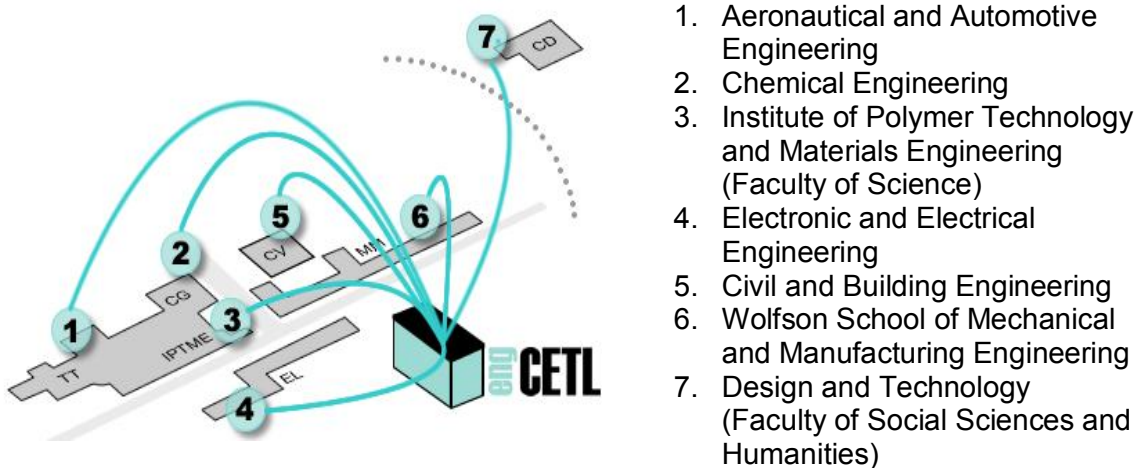 7
CD
5
6
2
CV
MM
CG
1
3
IPTME
TT
EL
4
eng
CETL
1. Aeronautical and Automotive
Engineering
2. Chemical Engineering
3. Institute of Polymer Technology
and Materials Engineering
(Faculty of Science)
4. Electronic and Electrical
Engineering
5. Civil and Building Engineering
6. Wolfson School of Mechanical
and Manufacturing Engineering
7. Design and Technology
(Faculty of Social Sciences and
Humanities)